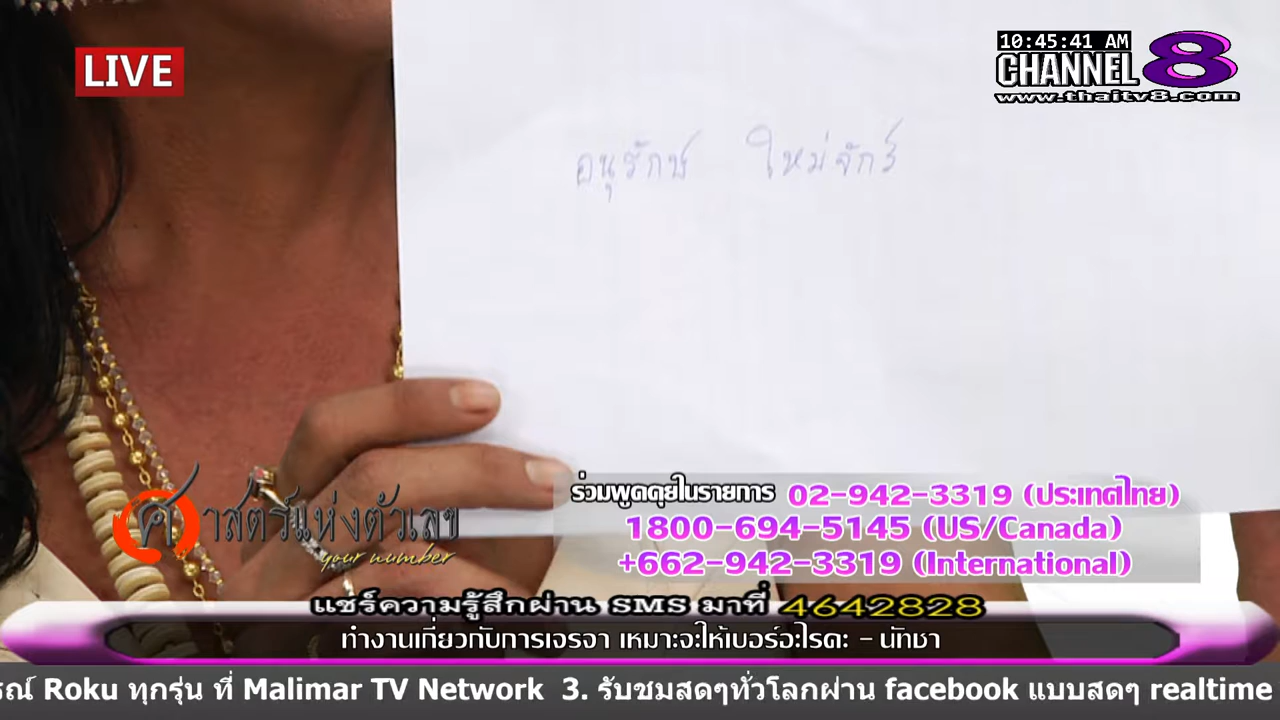 LIVE
10:45:41 AM
CHANNEL 8
www.thaitv8.com
อนุรักษ์ ใหม่จักร์
ร่วมพูดคุยในรายการ 02-942-3319 (ประเทศไทย)
1800-694-5145 (US/Canada)
+662-942-3319 (International)
ศาสตร์แห่งตัวเลข
your number
แชร์ความรู้สึกผ่าน SMS มาที่ 4642828
ทำงานเกี่ยวกับการเจรจา เหมาะจะให้เบอร์อะไรคะ - นัทชา
รณ์ Roku ทุกรุ่น ที่ Malimar TV Network 3. รับชมสดๆทั่วโลกผ่าน facebook แบบสดๆ realtime